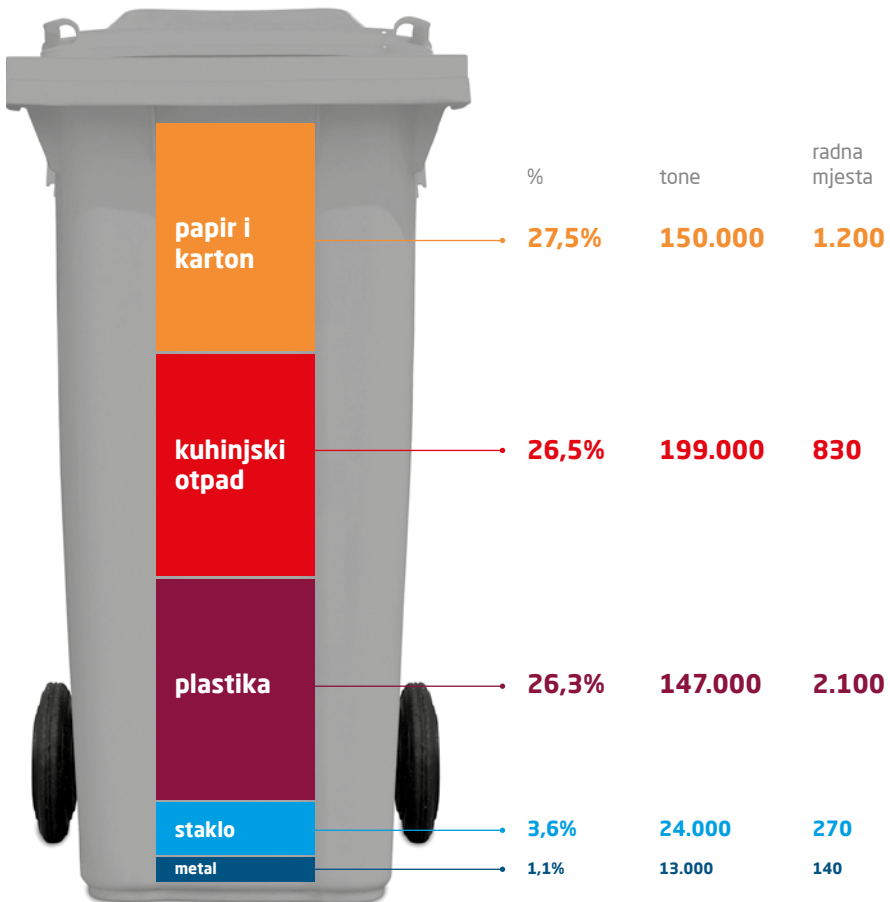 % tone radna
mjesta
papir i
karton
27,5% 150.000 1.200
kuhinjski
otpad
26,5% 199.000 830
plastika 26,3% 147.000 2.100
staklo 3,6% 24.000 270
metal 1,1% 13.000 140